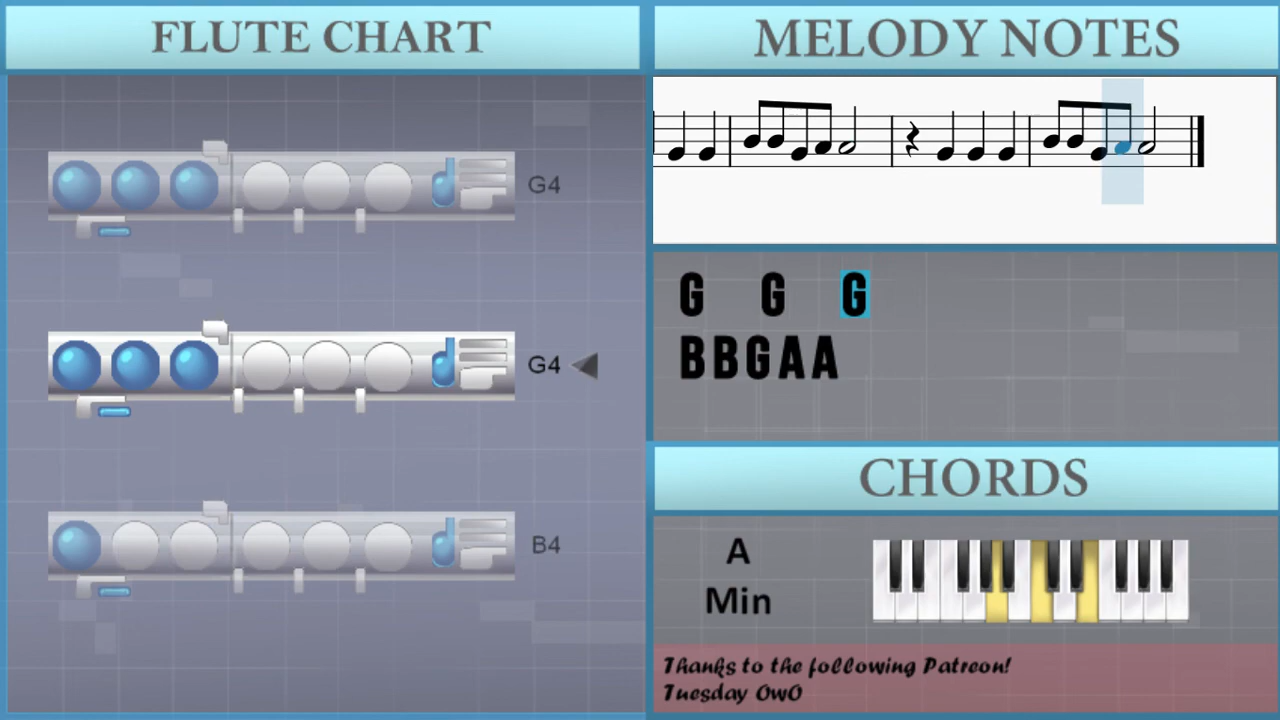 FLUTE CHART
G4
G4
B4
MELODY NOTES
G G G
BBGAA
CHORDS
A
Min
Thanks to the following Patreon!
Tuesday OwO